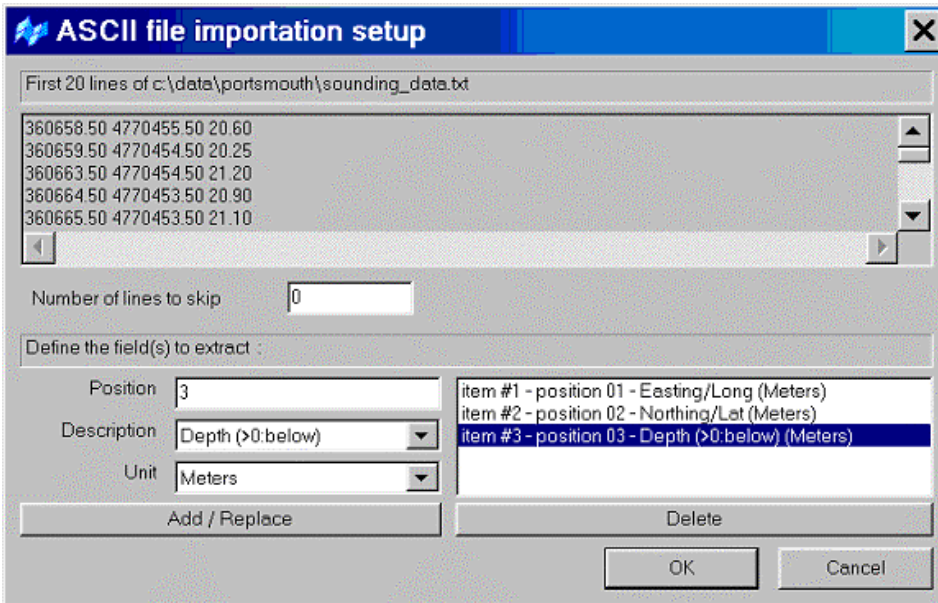 ASCII file importation setup
First 20 lines of c:\data\portsmouth\sounding_data.txt
360658.50 4770455.50 20.60
360659.50 4770454.50 20.25
360663.50 4770454.50 21.20
360664.50 4770453.50 20.90
360665.50 4770453.50 21.10
Number of lines to skip 0
Define the field(s) to extract :
Position 3
Description Depth (>0:below)
Unit Meters
Add / Replace
item #1 - position 01 - Easting/Long (Meters)
item #2 - position 02 - Northing/Lat (Meters)
item #3 - position 03 - Depth (>0:below) (Meters)
Delete
OK
Cancel